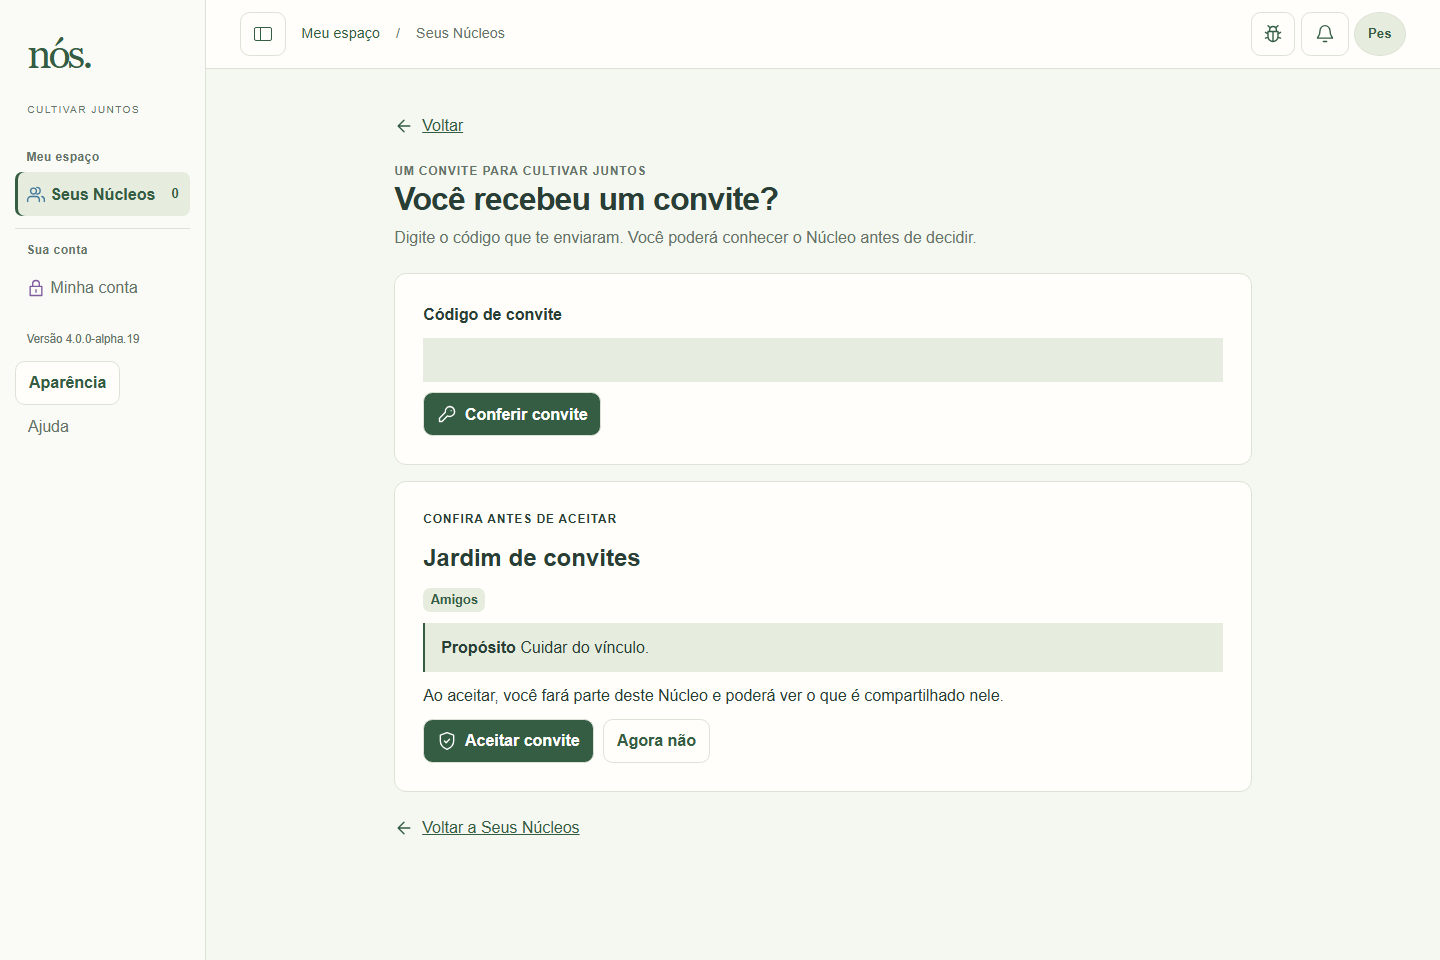 nós.
CULTIVAR JUNTOS
Meu espaço
Seus Núcleos 0
Sua conta
Minha conta
Versão 4.0.0-alpha.19
Aparência
Ajuda
Meu espaço / Seus Núcleos
Pes
Voltar
UM CONVITE PARA CULTIVAR JUNTOS
Você recebeu um convite?
Digite o código que te enviaram. Você poderá conhecer o Núcleo antes de decidir.
Código de convite
Conferir convite
CONFIRA ANTES DE ACEITAR
Jardim de convites
Amigos
Propósito Cuidar do vínculo.
Ao aceitar, você fará parte deste Núcleo e poderá ver o que é compartilhado nele.
Aceitar convite Agora não
Voltar a Seus Núcleos